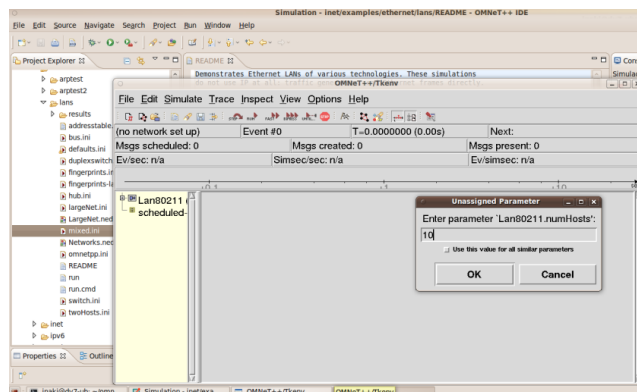 Simulation - inet/examples/ethernet/lans/README - OMNeT++ IDE
File Edit Source Navigate Search Project Run Window Help
Project Explorer
README
Con
Simula
arptest
arptest2
lans
results
addresstable
bus.ini
defaults.ini
duplexswitch
fingerprints.in
fingerprints-la
hub.ini
largeNet.ini
LargeNet.ned
mixed.ini
Networks.ned
omnetpp.ini
README
run
run.cmd
switch.ini
twoHosts.ini
inet
ipv6
Demonstrates Ethernet LANs of various technologies. These simulations
OMNeT++/Tkenv
File Edit Simulate Trace Inspect View Options Help
(no network set up) Event #0 T=0.0000000 (0.00s) Next:
Msgs scheduled: 0 Msgs created: 0 Msgs present: 0
Ev/sec: n/a Simsec/sec: n/a Ev/simsec: n/a
Lan80211
scheduled-
Unassigned Parameter
Enter parameter `Lan80211.numHosts':
10
Use this value for all similar parameters
OK Cancel
Properties Outline
OMNeT++/Tkenv OMNeT++/Tkenv